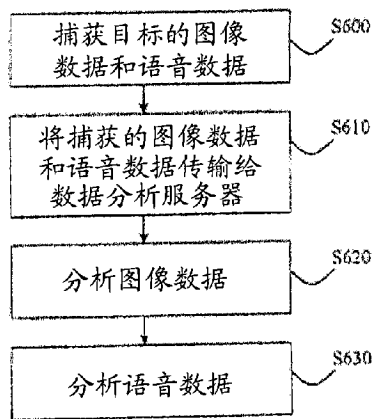 捕获目标的图像
数据和语音数据
S600
将捕获的图像数据
和语音数据传输给
数据分析服务器
S610
分析图像数据
S620
分析语音数据
S630